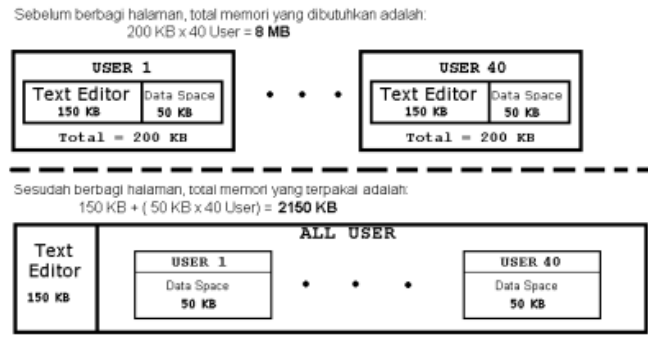 Sebelum berbagi halaman, total memori yang dibutuhkan adalah:
200 KB x 40 User = 8 MB
USER 1
Text Editor
150 KB
Data Space
50 KB
Total = 200 KB
USER 40
Text Editor
150 KB
Data Space
50 KB
Total = 200 KB
Sesudah berbagi halaman, total memori yang terpakai adalah:
150 KB + ( 50 KB x 40 User) = 2150 KB
Text
Editor
150 KB
ALL USER
USER 1
Data Space
50 KB
USER 40
Data Space
50 KB